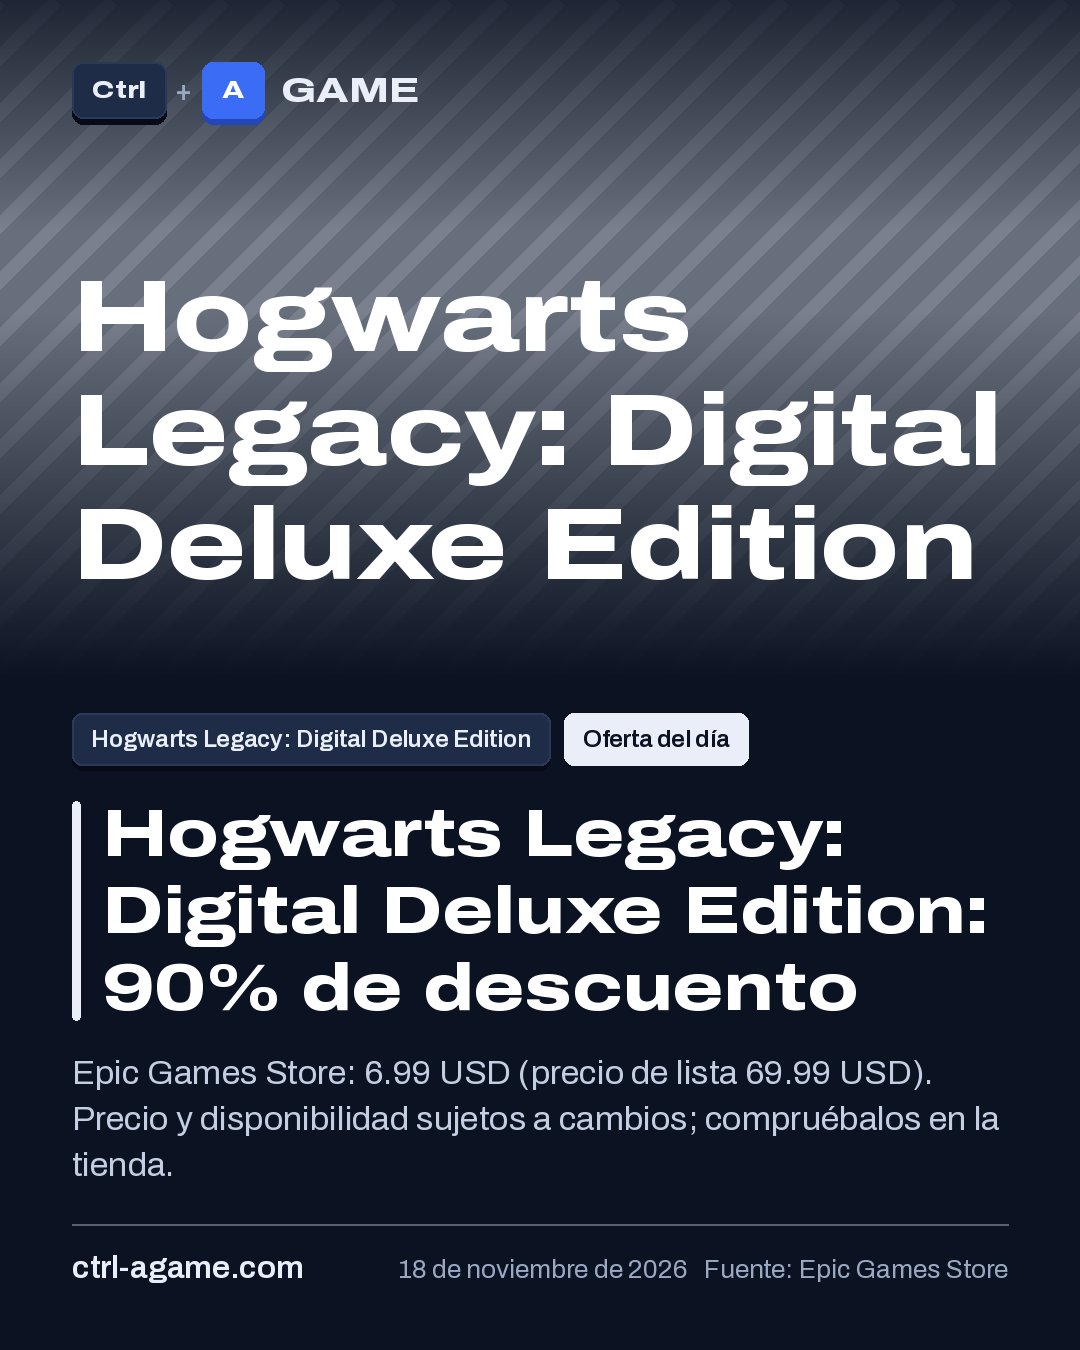 Ctrl + A GAME
Hogwarts
Legacy: Digital
Deluxe Edition
Hogwarts Legacy: Digital Deluxe Edition Oferta del día
Hogwarts Legacy:
Digital Deluxe Edition:
90% de descuento
Epic Games Store: 6.99 USD (precio de lista 69.99 USD).
Precio y disponibilidad sujetos a cambios; compruébalos en la
tienda.
ctrl-agame.com 18 de noviembre de 2026 Fuente: Epic Games Store